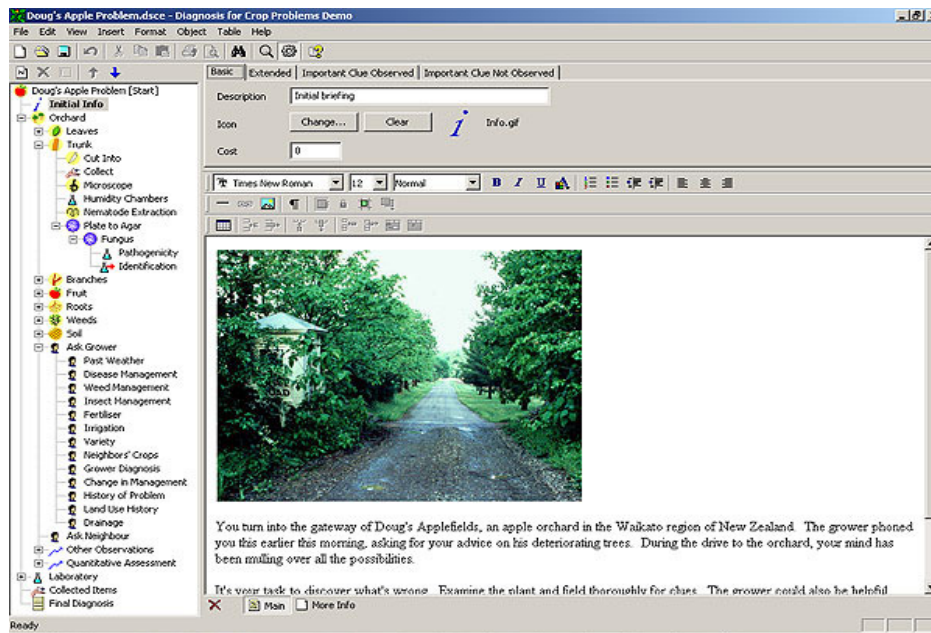 Doug's Apple Problem.dsce - Diagnosis for Crop Problems Demo
File Edit View Insert Format Object Table Help
Basic Extended Important Clue Observed Important Clue Not Observed
Description Initial briefing
Icon Change... Clear i Info.gif
Cost 0
Times New Roman 12 Normal B I U
Doug's Apple Problem [Start]
Initial Info
Orchard
Leaves
Trunk
Cut Into
Collect
Microscope
Humidity Chambers
Nematode Extraction
Plate to Agar
Fungus
Pathogenicity
Identification
Branches
Fruit
Roots
Weeds
Soil
Ask Grower
Past Weather
Disease Management
Weed Management
Insect Management
Fertiliser
Irrigation
Variety
Neighbors' Crops
Grower Diagnosis
Change in Management
History of Problem
Land Use History
Drainage
Ask Neighbour
Other Observations
Quantitative Assessment
Laboratory
Collected Items
Final Diagnosis
You turn into the gateway of Doug's Applefields, an apple orchard in the Waikato region of New Zealand. The grower phoned
you this earlier this morning, asking for your advice on his deteriorating trees. During the drive to the orchard, your mind has
been mulling over all the possibilities.
It's your task to discover what's wrong. Examine the plant and field thoroughly for clues. The grower could also be helpful
Main More Info
Ready